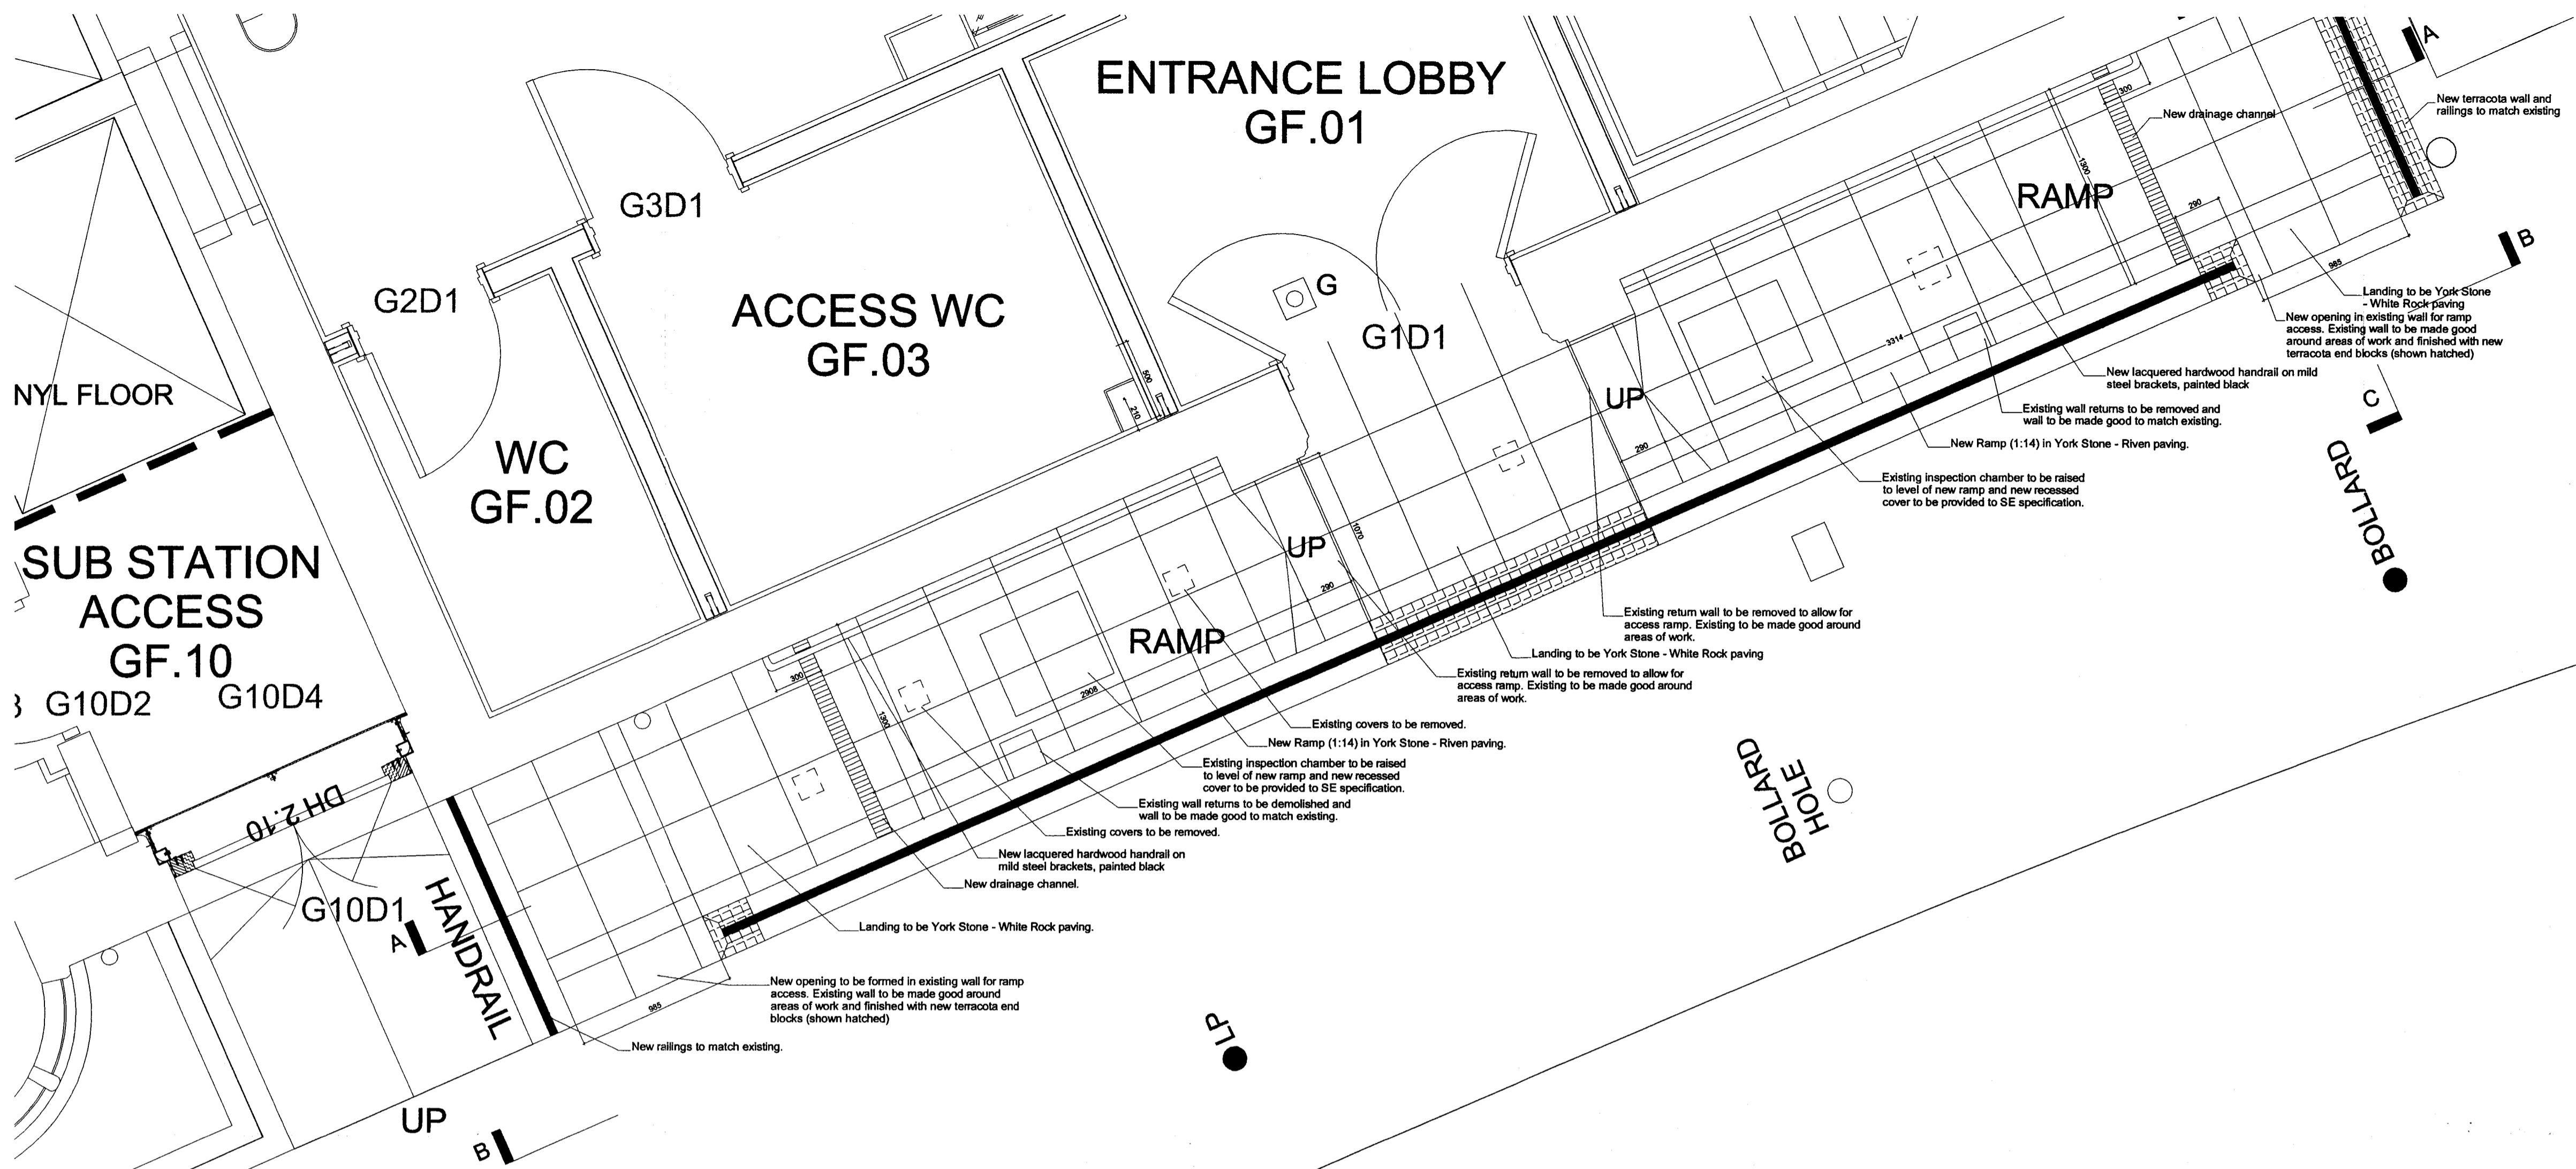 ENTRANCE LOBBY
GF.01
A
New terracota wall and
railings to match existing
New drainage channel
300
1300
RAMP
290
B
985
G3D1
G2D1
ACCESS WC
GF.03
G
G1D1
500
210
3314
Landing to be York Stone
- White Rock paving
New opening in existing wall for ramp
access. Existing wall to be made good
around areas of work and finished with new
terracota end blocks (shown hatched)
New lacquered hardwood handrail on mild
steel brackets, painted black
Existing wall returns to be removed and
wall to be made good to match existing.
New Ramp (1:14) in York Stone - Riven paving.
Existing inspection chamber to be raised
to level of new ramp and new recessed
cover to be provided to SE specification.
C
BOLLARD
NYL FLOOR
WC
GF.02
UP
290
UP
1070
290
SUB STATION
ACCESS
GF.10
G10D2
G10D4
RAMP
300
1300
2908
Existing return wall to be removed to allow for
access ramp. Existing to be made good around
areas of work.
Landing to be York Stone - White Rock paving
Existing return wall to be removed to allow for
access ramp. Existing to be made good around
areas of work.
Existing covers to be removed.
New Ramp (1:14) in York Stone - Riven paving.
Existing inspection chamber to be raised
to level of new ramp and new recessed
cover to be provided to SE specification.
Existing wall returns to be demolished and
wall to be made good to match existing.
Existing covers to be removed.
New lacquered hardwood handrail on
mild steel brackets, painted black
New drainage channel.
Landing to be York Stone - White Rock paving.
BOLLARD
HOLE
DH 2.10
G10D1
A
HANDRAIL
New opening to be formed in existing wall for ramp
access. Existing wall to be made good around
areas of work and finished with new terracota end
blocks (shown hatched)
985
New railings to match existing.
LP
UP
B